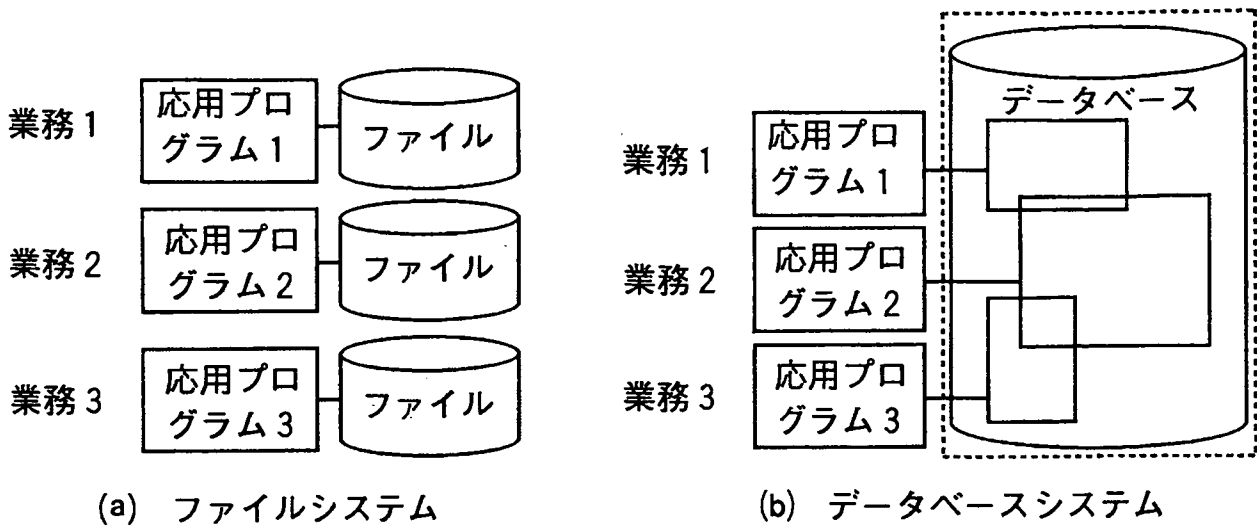 業務1
応用プロ
グラム1
ファイル
業務2
応用プロ
グラム2
ファイル
業務3
応用プロ
グラム3
ファイル
(a) ファイルシステム
データベース
業務1
応用プロ
グラム1
業務2
応用プロ
グラム2
業務3
応用プロ
グラム3
(b) データベースシステム